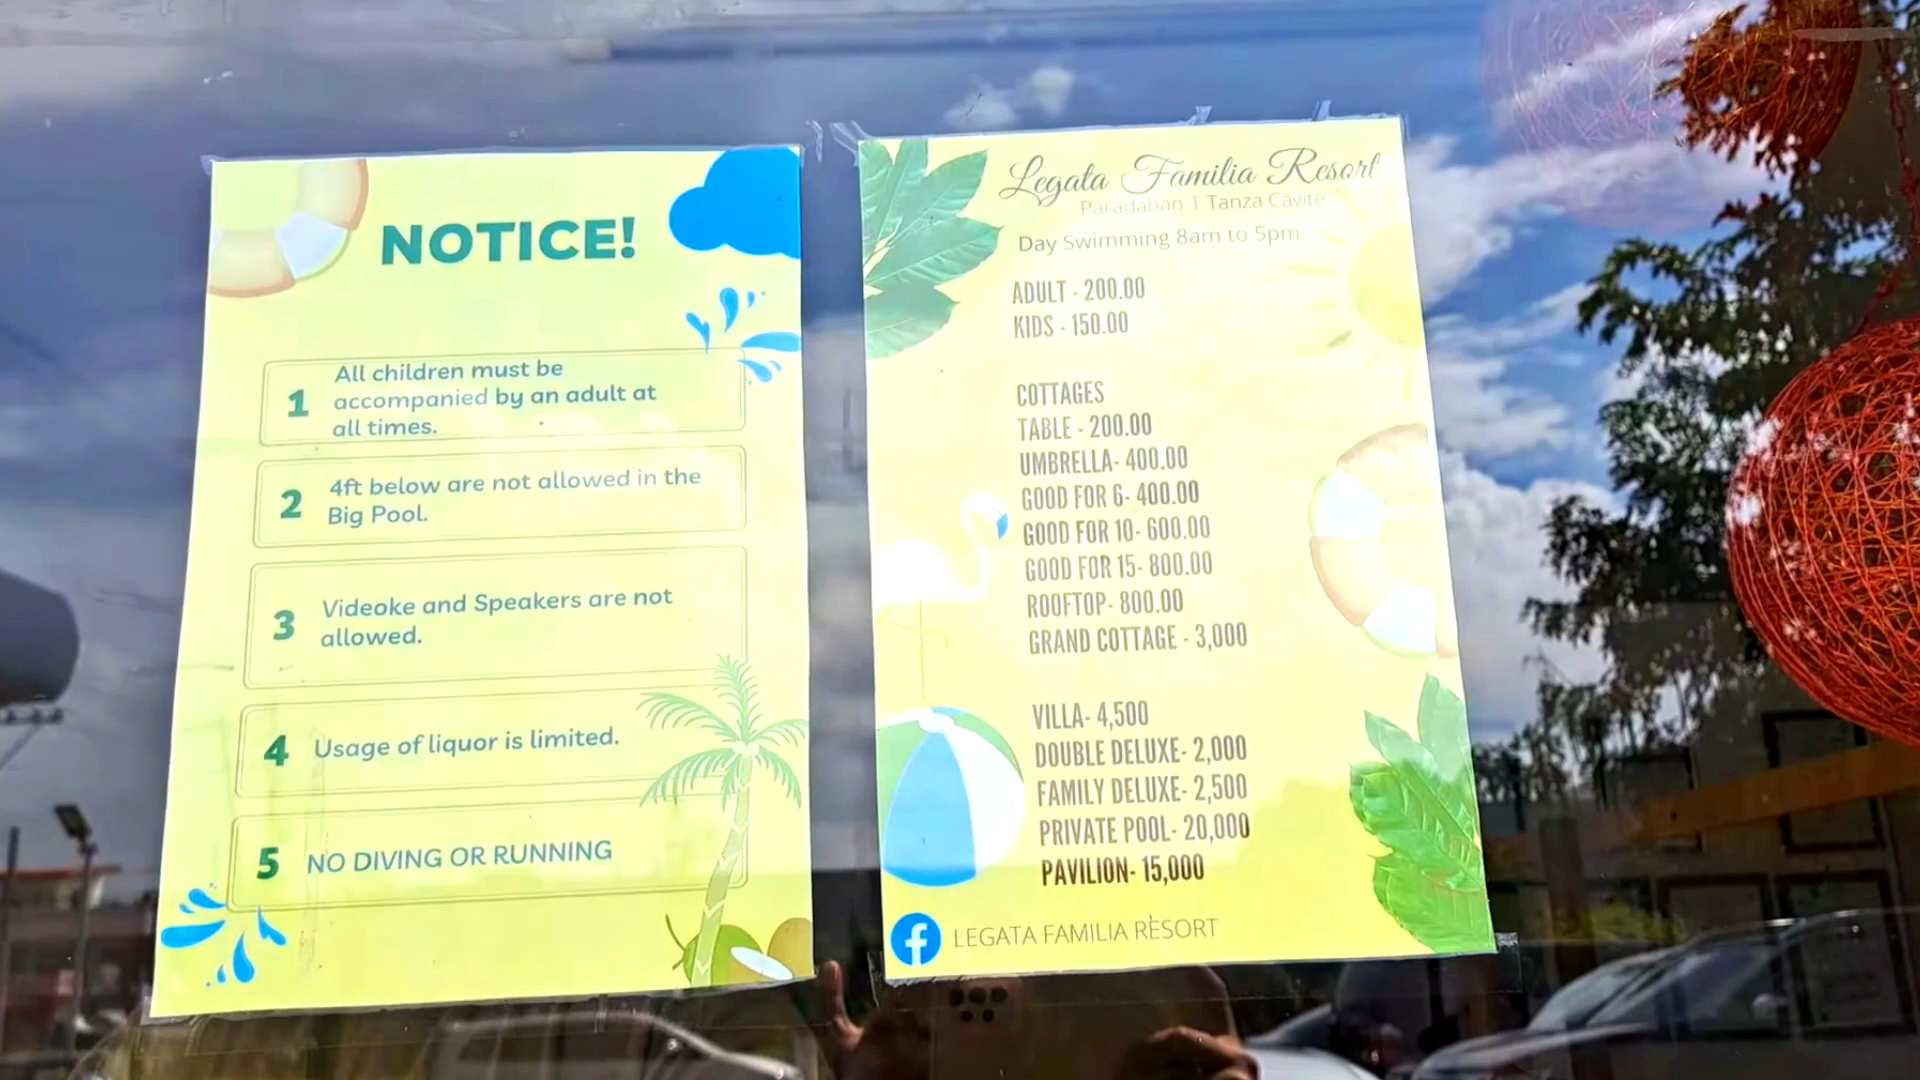 NOTICE!
1
All children must be
accompanied by an adult at
all times.
2
4ft below are not allowed in the
Big Pool.
3
Videoke and Speakers are not
allowed.
4
Usage of liquor is limited.
5
NO DIVING OR RUNNING
Legata Familia Resort
Paradahan 1 Tanza Cavite
Day Swimming 8am to 5pm
ADULT - 200.00
KIDS - 150.00
COTTAGES
TABLE - 200.00
UMBRELLA- 400.00
GOOD FOR 6- 400.00
GOOD FOR 10- 600.00
GOOD FOR 15- 800.00
ROOFTOP- 800.00
GRAND COTTAGE - 3,000
VILLA- 4,500
DOUBLE DELUXE- 2,000
FAMILY DELUXE- 2,500
PRIVATE POOL- 20,000
PAVILION- 15,000
LEGATA FAMILIA RESORT